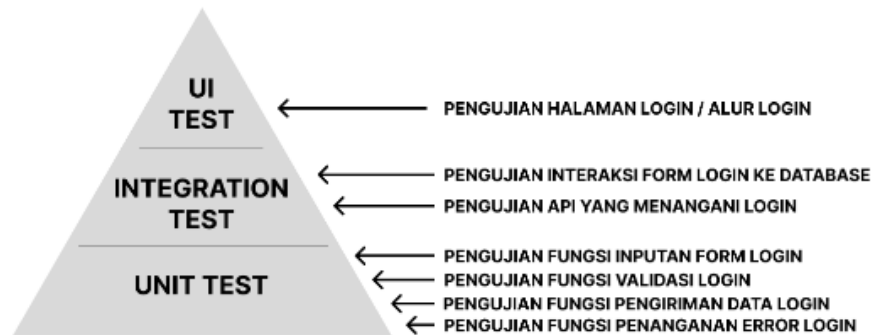 UI
TEST
PENGUJIAN HALAMAN LOGIN / ALUR LOGIN
INTEGRATION
TEST
PENGUJIAN INTERAKSI FORM LOGIN KE DATABASE
PENGUJIAN API YANG MENANGANI LOGIN
UNIT TEST
PENGUJIAN FUNGSI INPUTAN FORM LOGIN
PENGUJIAN FUNGSI VALIDASI LOGIN
PENGUJIAN FUNGSI PENGIRIMAN DATA LOGIN
PENGUJIAN FUNGSI PENANGANAN ERROR LOGIN